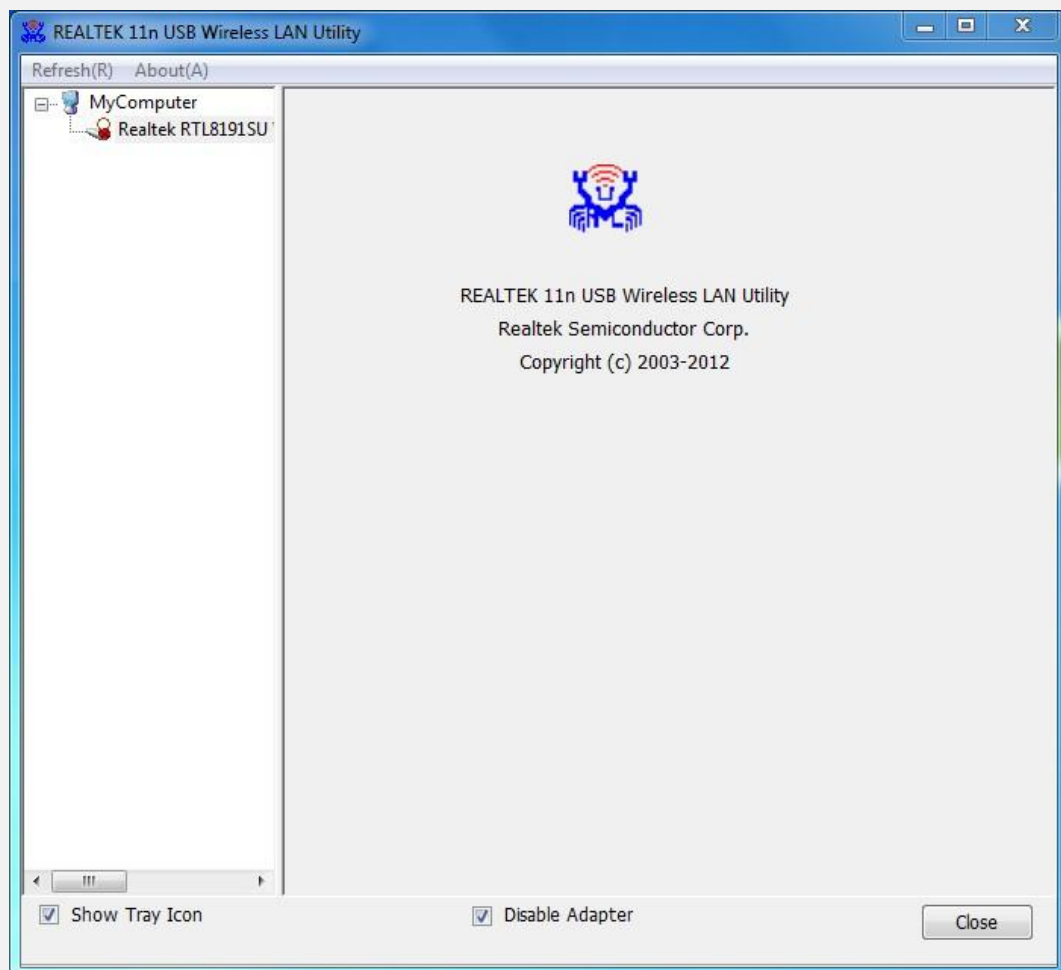 REALTEK 11n USB Wireless LAN Utility
Refresh(R) About(A)
MyComputer
Realtek RTL8191SU
REALTEK 11n USB Wireless LAN Utility
Realtek Semiconductor Corp.
Copyright (c) 2003-2012
Show Tray Icon
Disable Adapter
Close